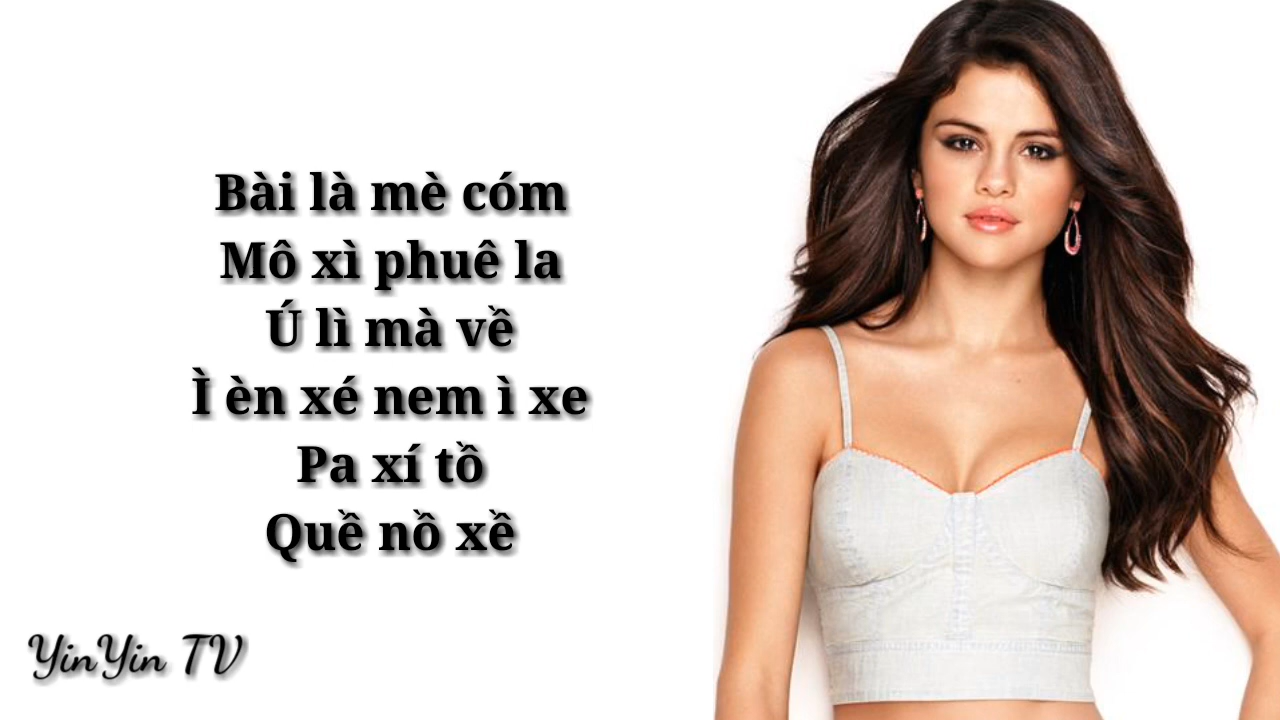 Bài là mè cóm
Mô xì phuê la
Ú lì mà về
Ì èn xé nem ì xe
Pa xí tồ
Quề nồ xề
YinYin TV